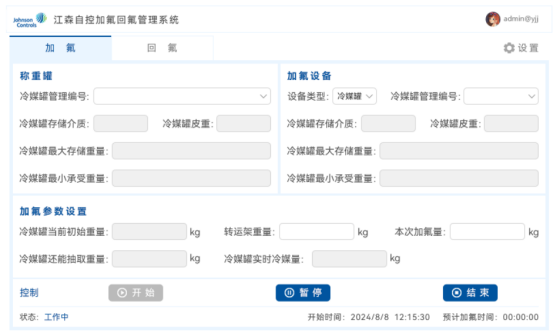 Johnson Controls 江森自控加氟回氟管理系统 admin@yjj
加 氟 回 氟 设置
称重罐 加氟设备
冷媒罐管理编号: 设备类型: 冷媒罐 冷媒罐管理编号:
冷媒罐存储介质: 冷媒罐皮重: 冷媒罐存储介质: 冷媒罐皮重:
冷媒罐最大存储重量: 冷媒罐最大存储重量:
冷媒罐最小承受重量: 冷媒罐最小承受重量:
加氟参数设置
冷媒罐当前初始重量: kg 转运架重量: kg 本次加氟量: kg
冷媒罐还能抽取重量: kg 冷媒罐实时冷媒量: kg
控制 开始 暂停 结束
状态: 工作中 开始时间: 2024/8/8 12:15:30 预计加氟时间: 00:00:00